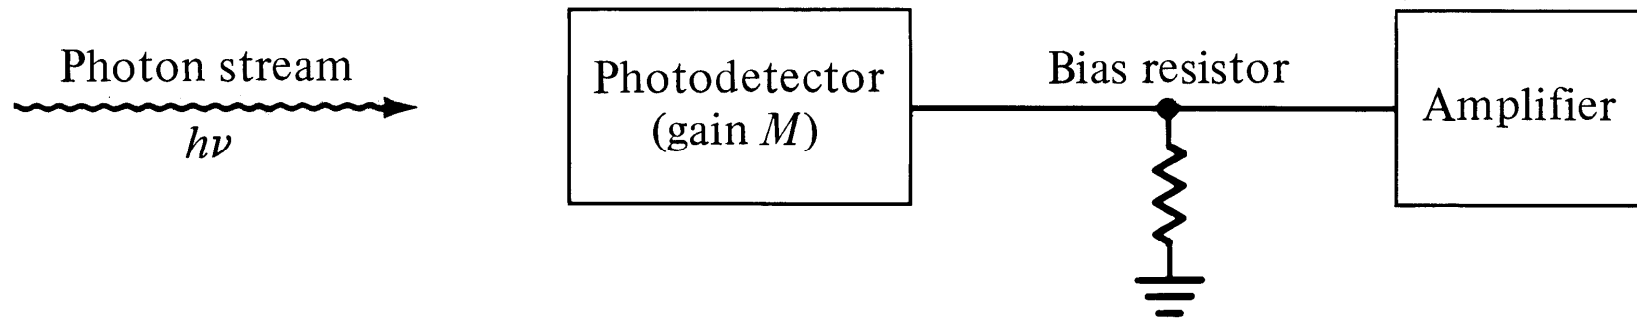 Photon stream
hν
Photodetector
(gain M)
Bias resistor
Amplifier